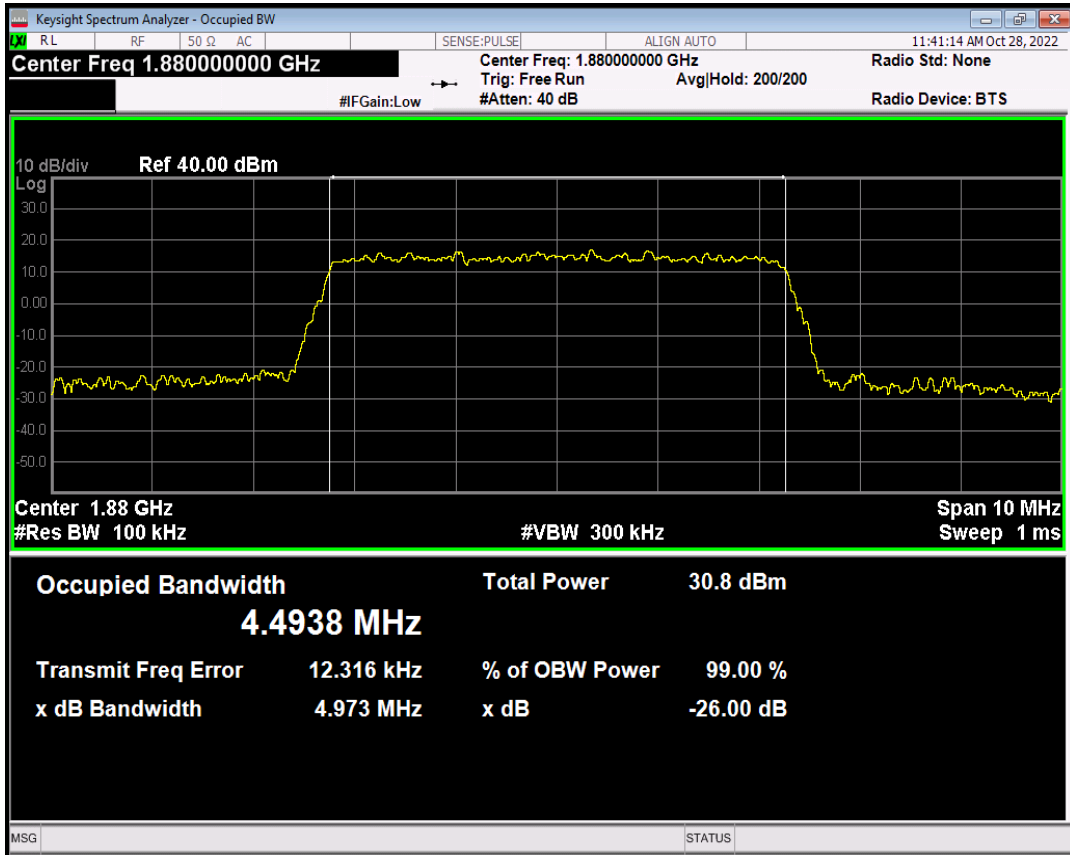 Keysight Spectrum Analyzer - Occupied BW
LXI RL RF 50 Ω AC SENSE:PULSE ALIGN AUTO 11:41:14 AM Oct 28, 2022
Center Freq 1.880000000 GHz Center Freq: 1.880000000 GHz Radio Std: None
Trig: Free Run Avg|Hold: 200/200
#IFGain:Low #Atten: 40 dB Radio Device: BTS
10 dB/div Ref 40.00 dBm
Log
30.0
20.0
10.0
0.00
-10.0
-20.0
-30.0
-40.0
-50.0
Center 1.88 GHz Span 10 MHz
#Res BW 100 kHz #VBW 300 kHz Sweep 1 ms
Occupied Bandwidth Total Power 30.8 dBm
4.4938 MHz
Transmit Freq Error 12.316 kHz % of OBW Power 99.00 %
x dB Bandwidth 4.973 MHz x dB -26.00 dB
MSG STATUS